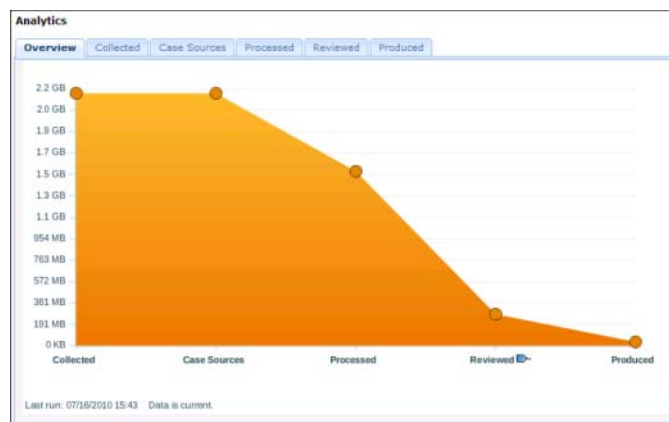 Analytics
Overview Collected Case Sources Processed Reviewed Produced
2.2 GB
2.0 GB
1.9 GB
1.7 GB
1.5 GB
1.3 GB
1.1 GB
954 MB
763 MB
572 MB
381 MB
191 MB
0 KB
Collected Case Sources Processed Reviewed Produced
Last run: 07/16/2010 15:43 Data is current.